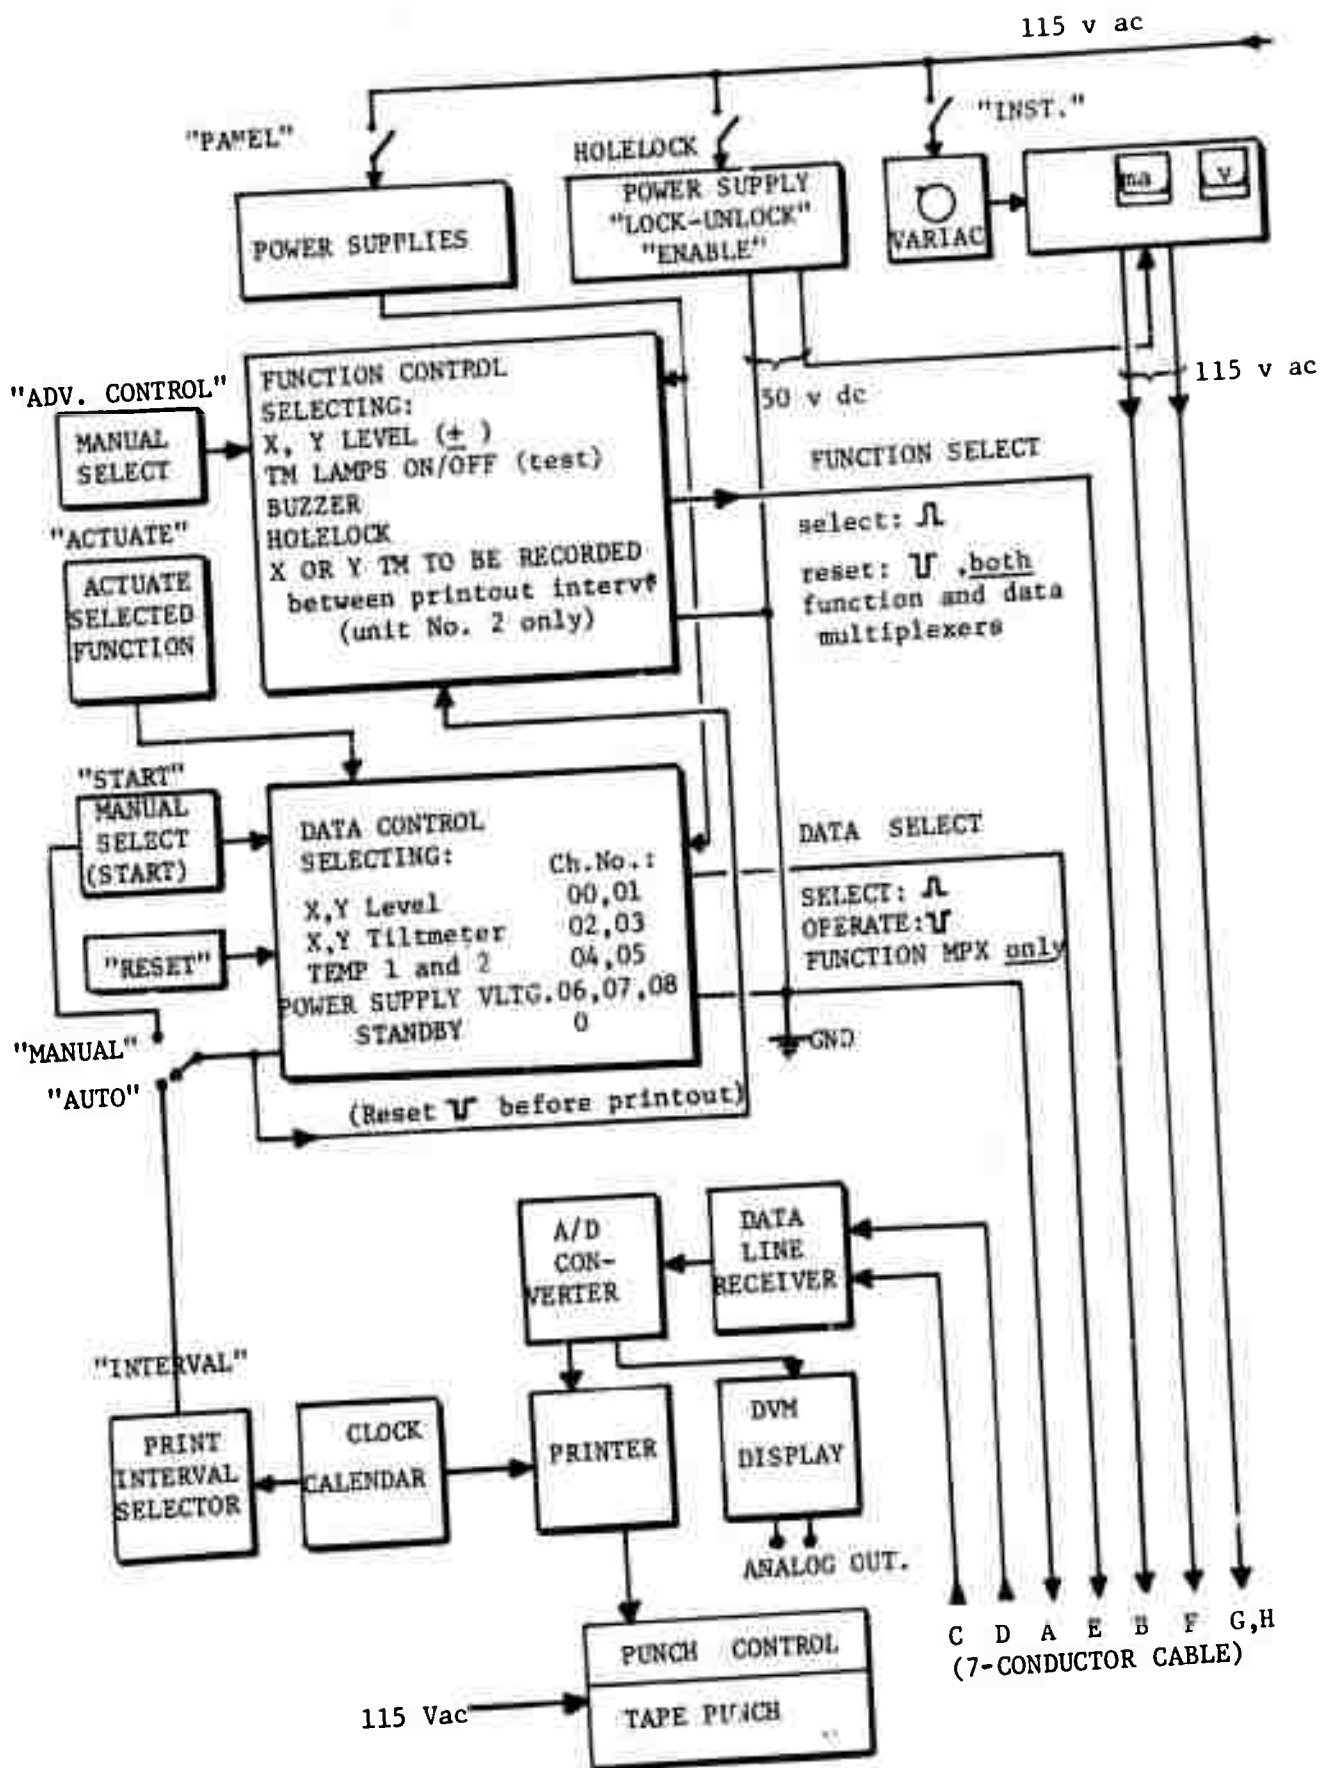 115 v ac
"PANEL"
HOLELOCK
"INST."
POWER SUPPLIES
POWER SUPPLY
"LOCK-UNLOCK"
"ENABLE"
VARIAC
ma
v
50 v dc
115 v ac
"ADV. CONTROL"
MANUAL
SELECT
FUNCTION CONTROL
SELECTING:
X, Y LEVEL (± )
TM LAMPS ON/OFF (test)
BUZZER
HOLELOCK
X OR Y TM TO BE RECORDED
between printout interv
(unit No. 2 only)
FUNCTION SELECT
select:
reset: ,both
function and data
multiplexers
"ACTUATE"
ACTUATE
SELECTED
FUNCTION
"START"
MANUAL
SELECT
(START)
"RESET"
DATA CONTROL
SELECTING: Ch.No.:
X,Y Level 00,01
X,Y Tiltmeter 02,03
TEMP 1 and 2 04,05
POWER SUPPLY VLTG.06,07,08
STANDBY 0
DATA SELECT
SELECT:
OPERATE:
FUNCTION MPX only
GND
"MANUAL"
"AUTO"
(Reset before printout)
A/D
CON-
VERTER
DATA
LINE
RECEIVER
"INTERVAL"
PRINT
INTERVAL
SELECTOR
CLOCK
CALENDAR
PRINTER
DVM
DISPLAY
ANALOG OUT.
C D A E B F G,H
(7-CONDUCTOR CABLE)
PUNCH CONTROL
TAPE PUNCH
115 Vac